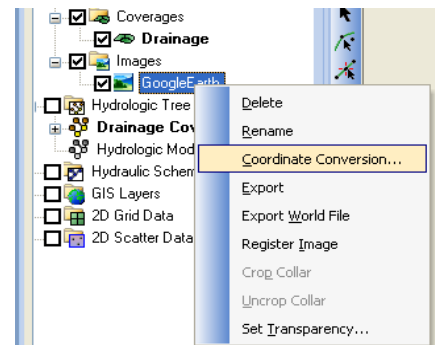 Coverages
Drainage
Images
GoogleEarth
Hydrologic Tree
Drainage Cov
Hydrologic Mod
Hydraulic Schem
GIS Layers
2D Grid Data
2D Scatter Data
Delete
Rename
Coordinate Conversion...
Export
Export World File
Register Image
Crop Collar
Uncrop Collar
Set Transparency...